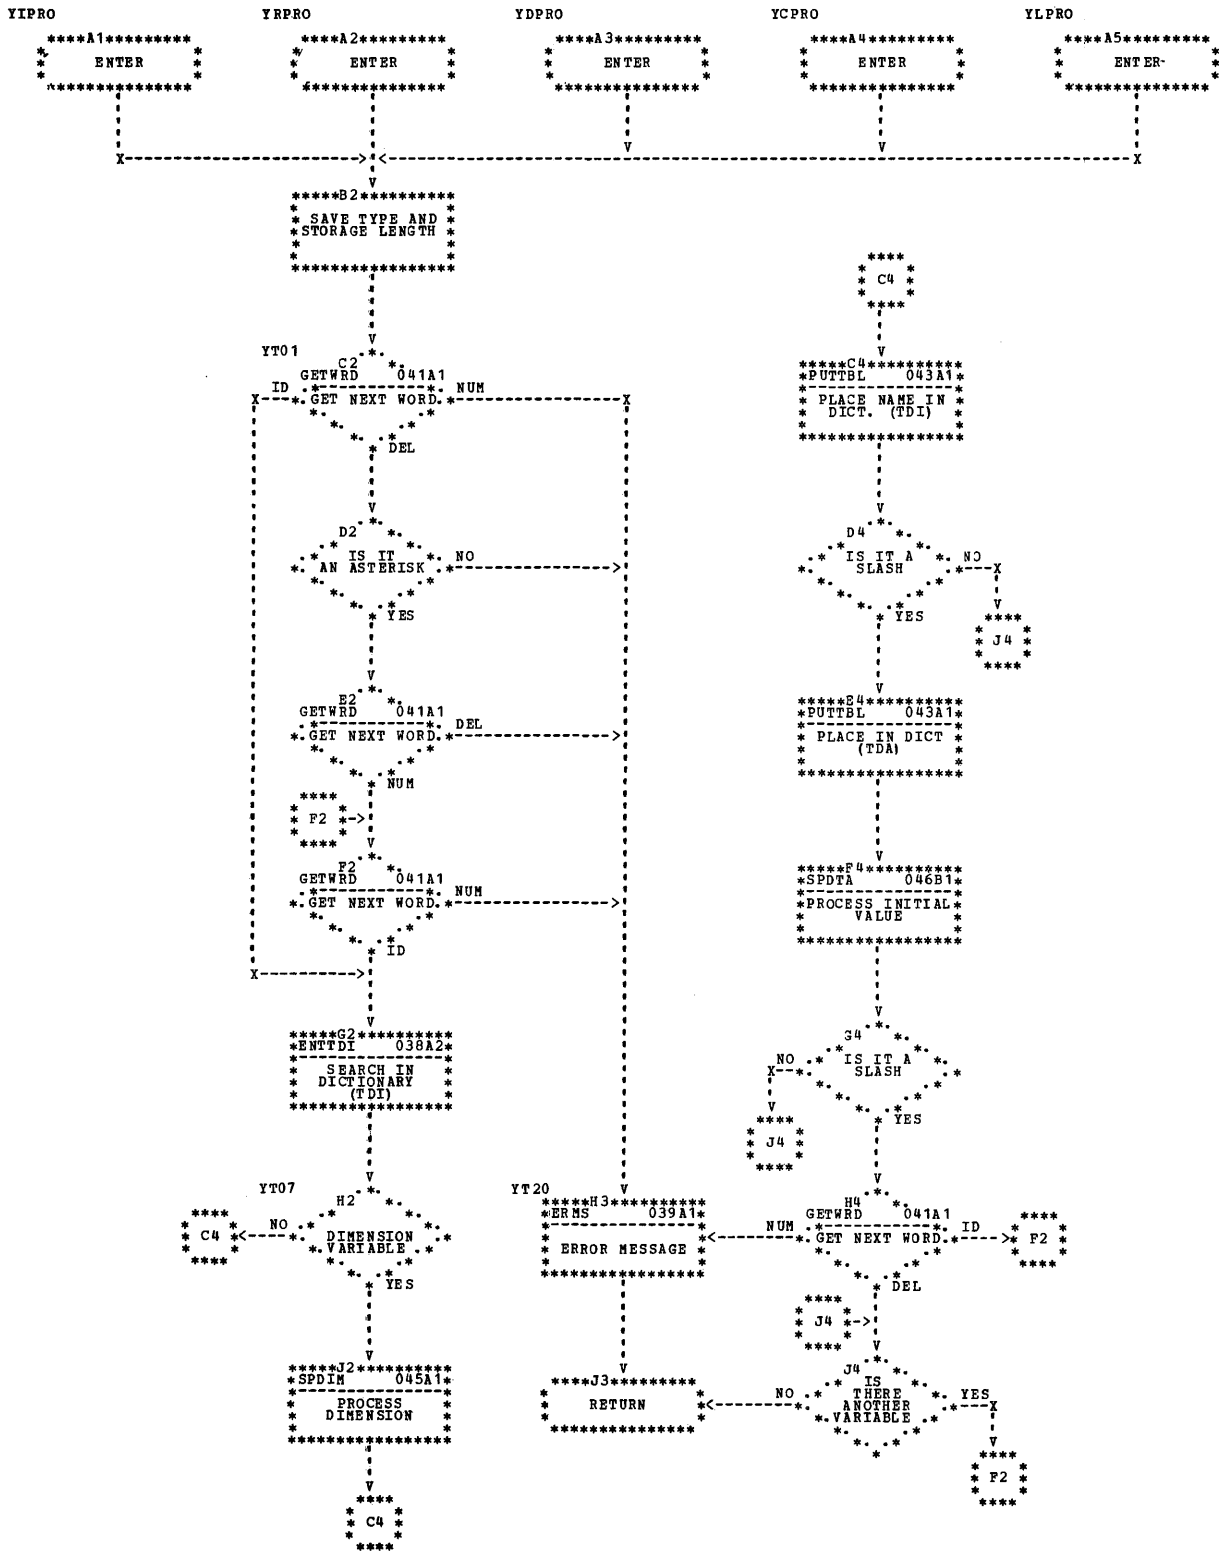 YIPRO YRPRO YDPRO YCPRO YLPRO
A1 A2 A3 A4 A5
ENTER ENTER ENTER ENTER ENTER
B2
SAVE TYPE AND
STORAGE LENGTH
C4
YT01
C2
GETWRD 041A1
ID GET NEXT WORD NUM
DEL
C4
PUTTBL 043A1
PLACE NAME IN
DICT. (TDI)
D2
IS IT
AN ASTERISK
NO
YES
D4
IS IT A
SLASH
NO
YES
J4
E2
GETWRD 041A1
GET NEXT WORD DEL
NUM
E4
PUTTBL 043A1
PLACE IN DICT
(TDA)
F2
F2
GETWRD 041A1
GET NEXT WORD NUM
ID
F4
SPDTA 046B1
PROCESS INITIAL
VALUE
G2
ENTTDI 038A2
SEARCH IN
DICTIONARY
(TDI)
G4
NO IS IT A
SLASH
YES
J4
YT07
H2
NO
DIMENSION
VARIABLE
YES
C4
YT20
H3
ERMS 039A1
ERROR MESSAGE
H4
GETWRD 041A1
NUM GET NEXT WORD ID
DEL
F2
J4
J2
SPDIM 045A1
PROCESS
DIMENSION
J3
RETURN
J4
IS
THERE
ANOTHER
VARIABLE
NO
YES
F2
C4